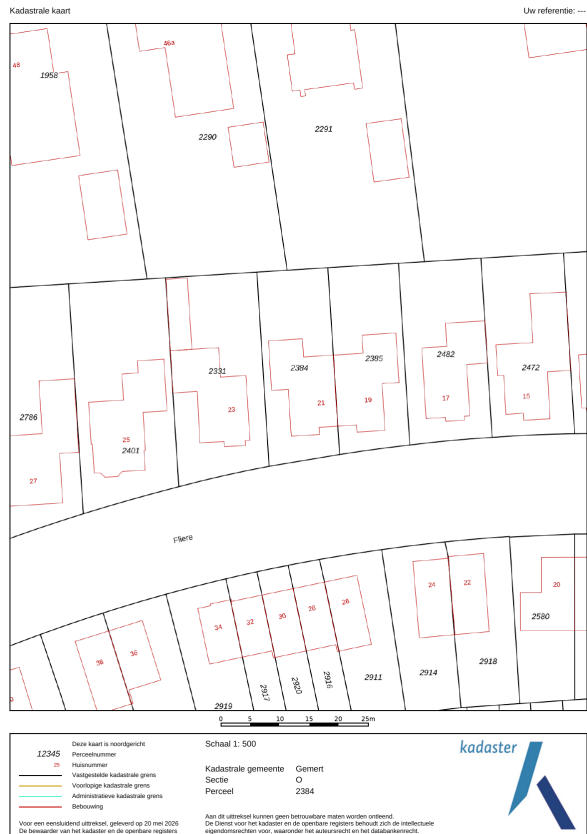 Kadastrale kaart
Uw referentie: ---
46a
48
1958
2290
2291
2331
2384
2385
2482
2472
2786
23
21
19
17
15
25
2401
27
Fliere
24
22
20
26
28
30
32
34
36
38
2580
2918
2914
2911
2916
2920
2917
2919
0 5 10 15 20 25m
Deze kaart is noordgericht
12345 Perceelnummer
25 Huisnummer
Vastgestelde kadastrale grens
Voorlopige kadastrale grens
Administratieve kadastrale grens
Bebouwing
Voor een eensluidend uittreksel, geleverd op 20 mei 2026
De bewaarder van het kadaster en de openbare registers
Schaal 1: 500
Kadastrale gemeente Gemert
Sectie O
Perceel 2384
Aan dit uittreksel kunnen geen betrouwbare maten worden ontleend.
De Dienst voor het kadaster en de openbare registers behoudt zich de intellectuele
eigendomsrechten voor, waaronder het auteursrecht en het databankenrecht.
kadaster